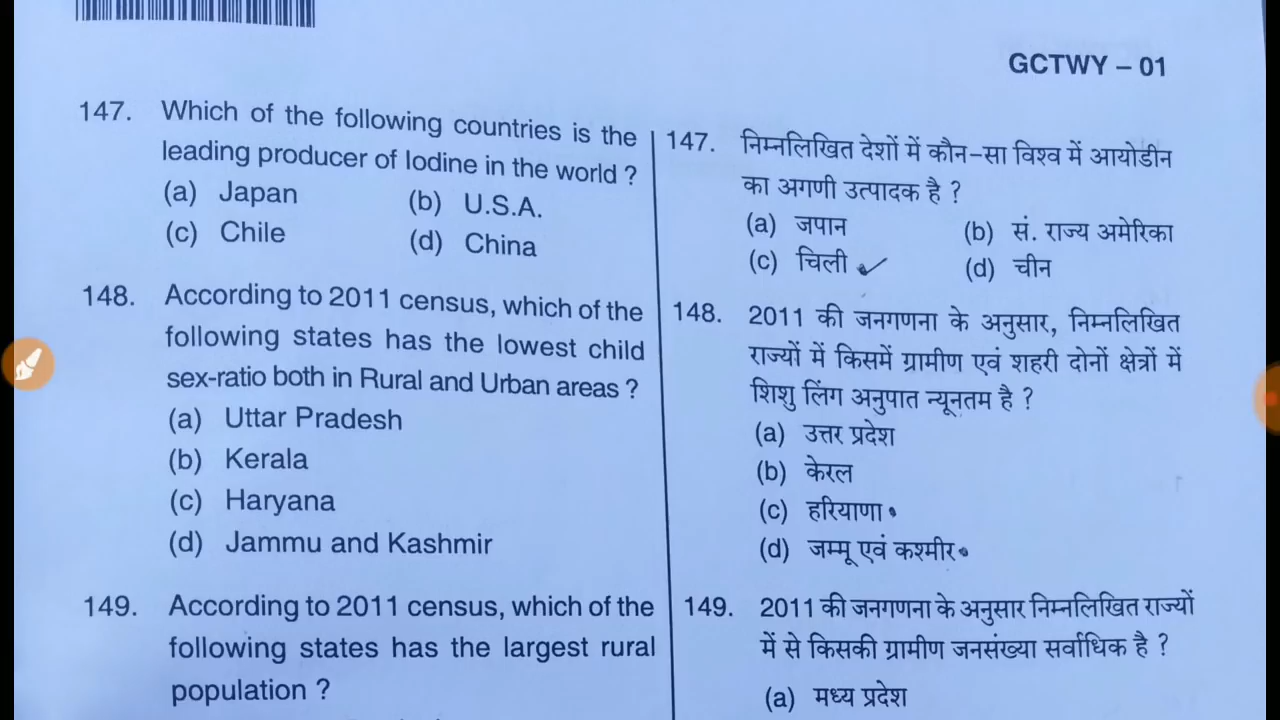 GCTWY – 01
147. Which of the following countries is the
leading producer of Iodine in the world ?
(a) Japan (b) U.S.A.
(c) Chile (d) China
148. According to 2011 census, which of the
following states has the lowest child
sex-ratio both in Rural and Urban areas ?
(a) Uttar Pradesh
(b) Kerala
(c) Haryana
(d) Jammu and Kashmir
149. According to 2011 census, which of the
following states has the largest rural
population ?
147. निम्नलिखित देशों में कौन-सा विश्व में आयोडीन
का अगणी उत्पादक है ?
(a) जपान (b) सं. राज्य अमेरिका
(c) चिली (d) चीन
148. 2011 की जनगणना के अनुसार, निम्नलिखित
राज्यों में किसमें ग्रामीण एवं शहरी दोनों क्षेत्रों में
शिशु लिंग अनुपात न्यूनतम है ?
(a) उत्तर प्रदेश
(b) केरल
(c) हरियाणा
(d) जम्मू एवं कश्मीर
149. 2011 की जनगणना के अनुसार निम्नलिखित राज्यों
में से किसकी ग्रामीण जनसंख्या सर्वाधिक है ?
(a) मध्य प्रदेश